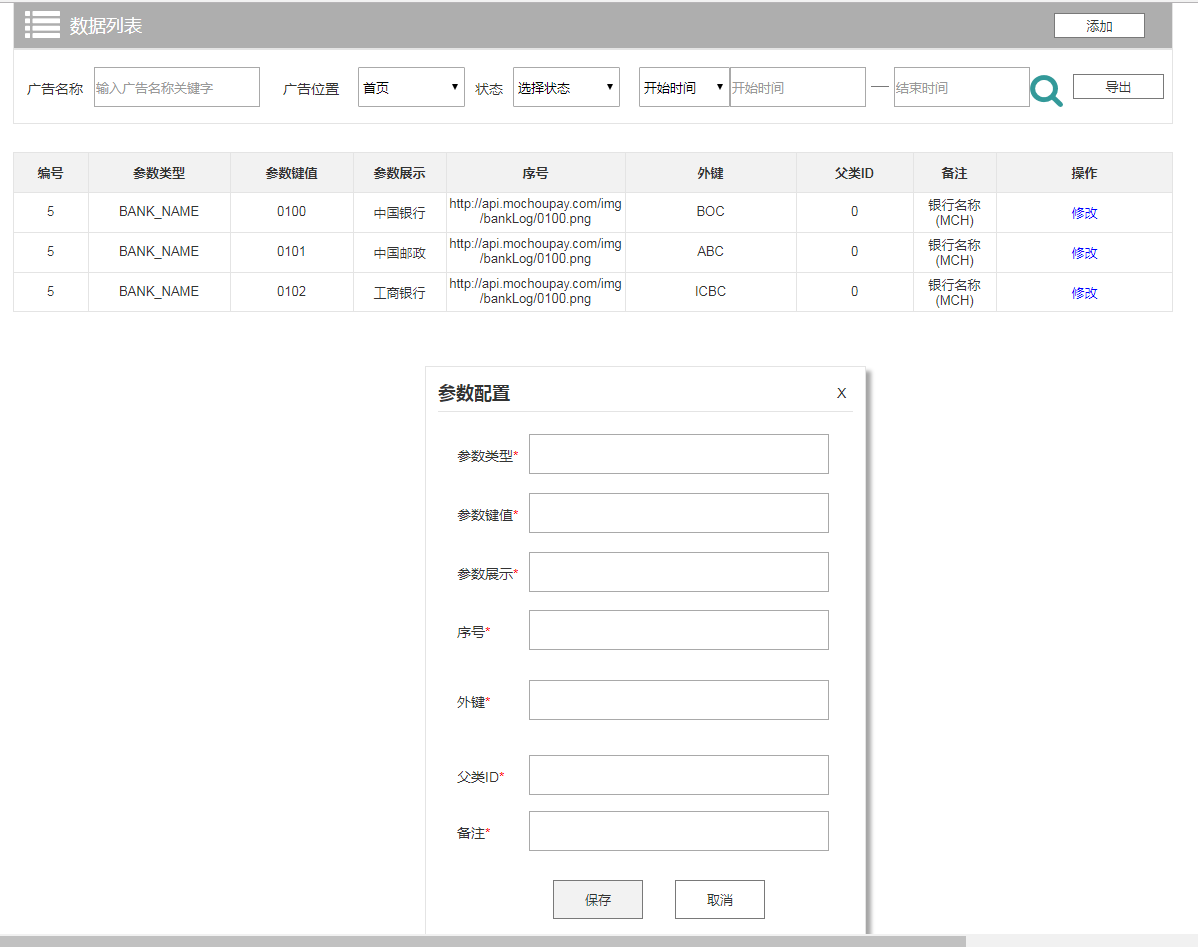 数据列表 添加
广告名称 输入广告名称关键字 广告位置 首页 状态 选择状态 开始时间 开始时间 — 结束时间 导出
编号 参数类型 参数键值 参数展示 序号 外键 父类ID 备注 操作
5 BANK_NAME 0100 中国银行 http://api.mochoupay.com/img BOC 0 银行名称 修改
/bankLog/0100.png (MCH)
5 BANK_NAME 0101 中国邮政 http://api.mochoupay.com/img ABC 0 银行名称 修改
/bankLog/0100.png (MCH)
5 BANK_NAME 0102 工商银行 http://api.mochoupay.com/img ICBC 0 银行名称 修改
/bankLog/0100.png (MCH)
参数配置 X
参数类型*
参数键值*
参数展示*
序号*
外键*
父类ID*
备注*
保存 取消